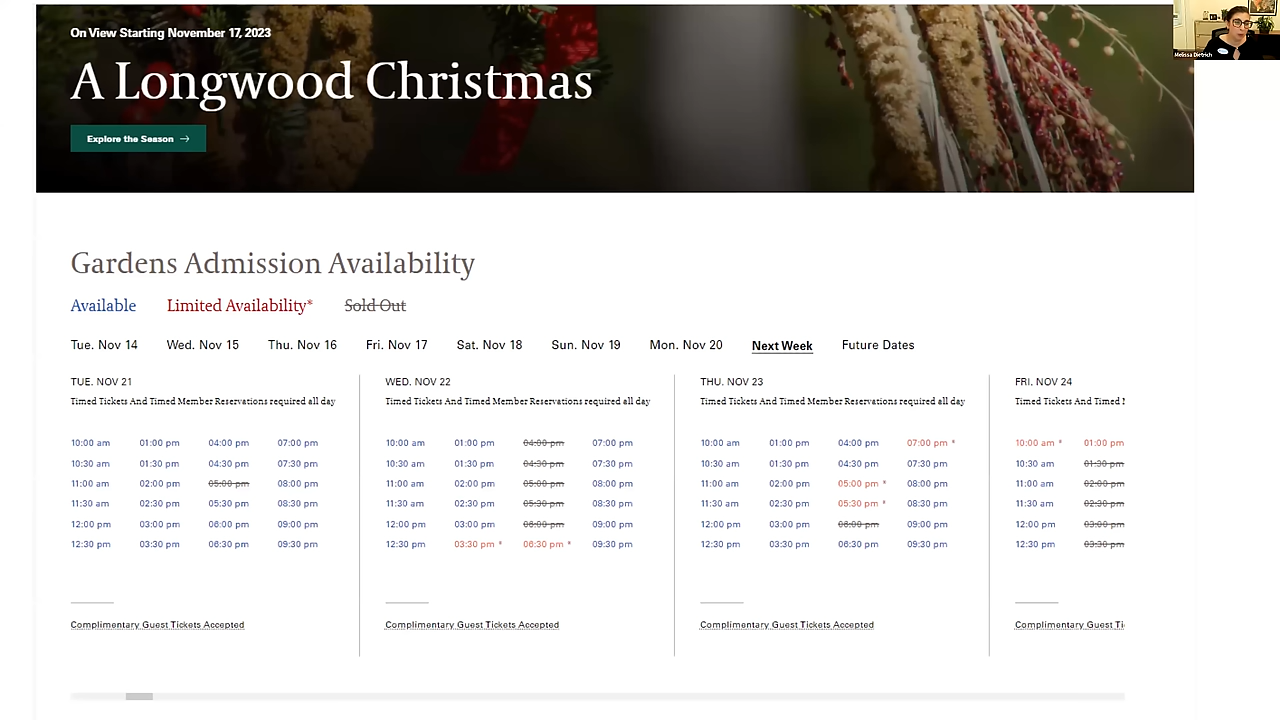 On View Starting November 17, 2023
A Longwood Christmas
Explore the Season →
Melissa Dietrich
Gardens Admission Availability
Available Limited Availability* Sold Out
Tue. Nov 14 Wed. Nov 15 Thu. Nov 16 Fri. Nov 17 Sat. Nov 18 Sun. Nov 19 Mon. Nov 20 Next Week Future Dates
TUE. NOV 21
Timed Tickets And Timed Member Reservations required all day
10:00 am 01:00 pm 04:00 pm 07:00 pm
10:30 am 01:30 pm 04:30 pm 07:30 pm
11:00 am 02:00 pm 05:00 pm 08:00 pm
11:30 am 02:30 pm 05:30 pm 08:30 pm
12:00 pm 03:00 pm 06:00 pm 09:00 pm
12:30 pm 03:30 pm 06:30 pm 09:30 pm
Complimentary Guest Tickets Accepted
WED. NOV 22
Timed Tickets And Timed Member Reservations required all day
10:00 am 01:00 pm 04:00 pm 07:00 pm
10:30 am 01:30 pm 04:30 pm 07:30 pm
11:00 am 02:00 pm 05:00 pm 08:00 pm
11:30 am 02:30 pm 05:30 pm 08:30 pm
12:00 pm 03:00 pm 06:00 pm 09:00 pm
12:30 pm 03:30 pm * 06:30 pm * 09:30 pm
Complimentary Guest Tickets Accepted
THU. NOV 23
Timed Tickets And Timed Member Reservations required all day
10:00 am 01:00 pm 04:00 pm 07:00 pm *
10:30 am 01:30 pm 04:30 pm 07:30 pm
11:00 am 02:00 pm 05:00 pm * 08:00 pm
11:30 am 02:30 pm 05:30 pm * 08:30 pm
12:00 pm 03:00 pm 06:00 pm 09:00 pm
12:30 pm 03:30 pm 06:30 pm 09:30 pm
Complimentary Guest Tickets Accepted
FRI. NOV 24
Timed Tickets And Timed
10:00 am * 01:00 pm
10:30 am 01:30 pm
11:00 am 02:00 pm
11:30 am 02:30 pm
12:00 pm 03:00 pm
12:30 pm 03:30 pm
Complimentary Guest Ti